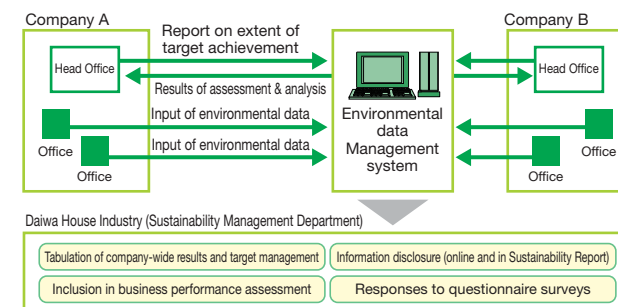 Company A
Company B
Report on extent of
target achievement
Head Office
Head Office
Results of assessment & analysis
Input of environmental data
Environmental
data
Management
system
Office
Input of environmental data
Office
Office
Office
Daiwa House Industry (Sustainability Management Department)
Tabulation of company-wide results and target management
Information disclosure (online and in Sustainability Report)
Inclusion in business performance assessment
Responses to questionnaire surveys